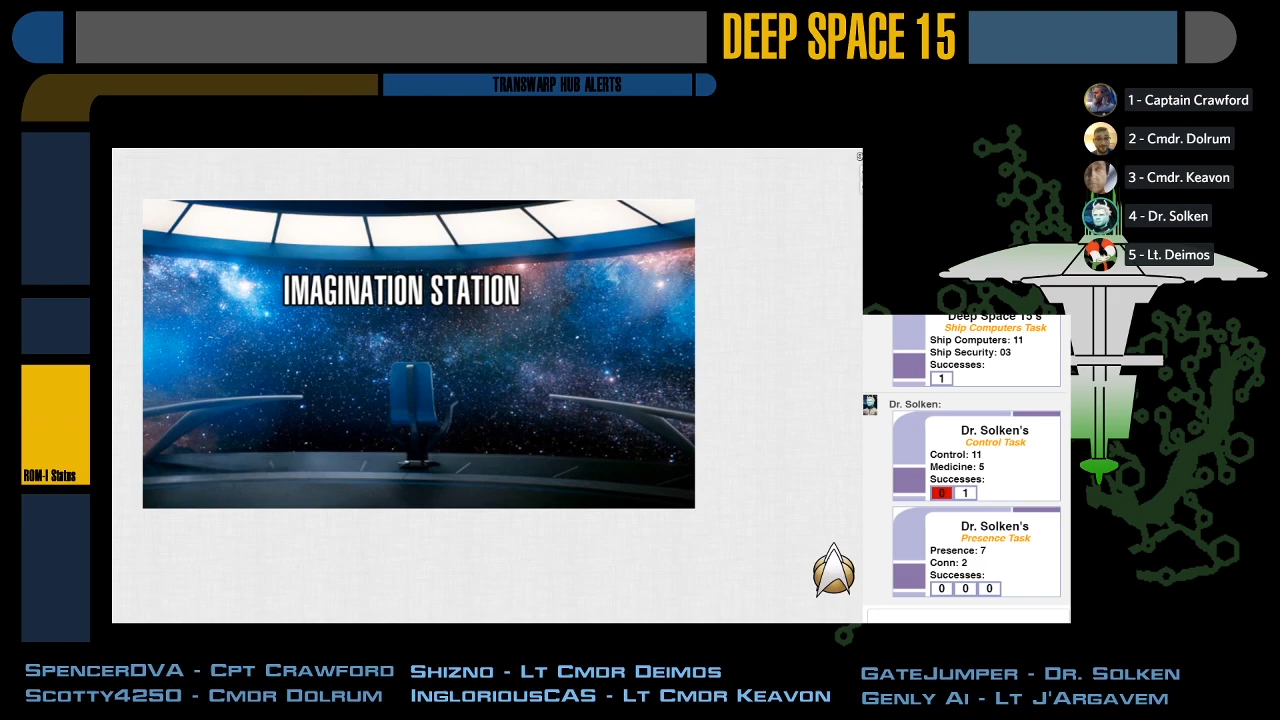 DEEP SPACE 15
TRANSWARP HUB ALERTS
1 - Captain Crawford
2 - Cmdr. Dolrum
3 - Cmdr. Keavon
4 - Dr. Solken
5 - Lt. Deimos
IMAGINATION STATION
Deep Space 15's
Ship Computers Task
Ship Computers: 11
Ship Security: 03
Successes:
1
Dr. Solken:
Dr. Solken's
Control Task
Control: 11
Medicine: 5
Successes:
0 1
Dr. Solken's
Presence Task
Presence: 7
Conn: 2
Successes:
0 0 0
ROM-I Status
SpencerDVA - Cpt Crawford
Scotty4250 - Cmdr Dolrum
Shizno - Lt Cmdr Deimos
IngloriousCAS - Lt Cmdr Keavon
GateJumper - Dr. Solken
Genly Ai - Lt J'Argavem